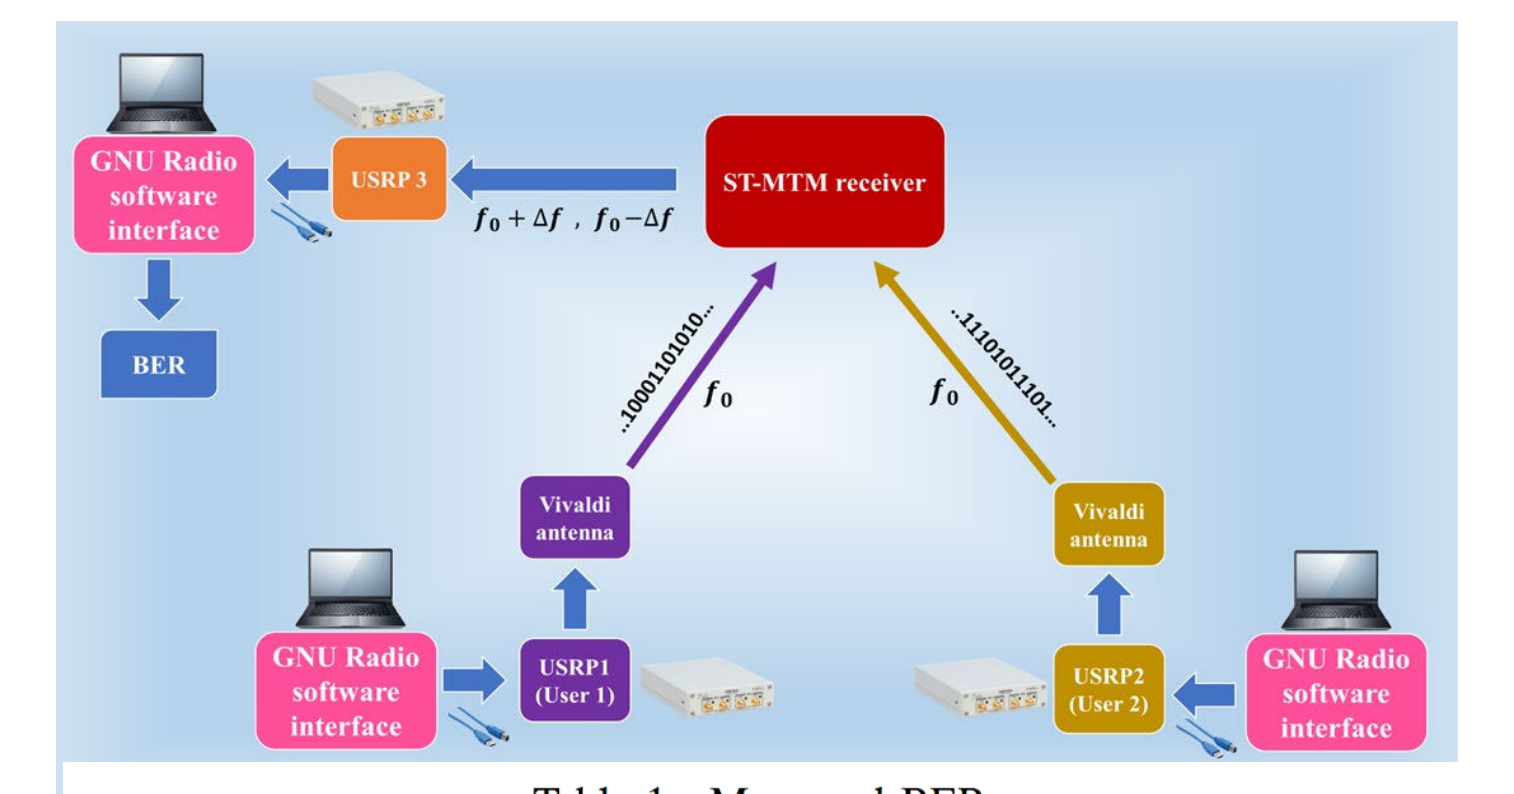 GNU Radio
software
interface
USRP 3
ST-MTM receiver
f₀ + Δf , f₀−Δf
BER
..10001101010...
f₀
..11101011101...
f₀
Vivaldi
antenna
Vivaldi
antenna
GNU Radio
software
interface
USRP1
(User 1)
USRP2
(User 2)
GNU Radio
software
interface